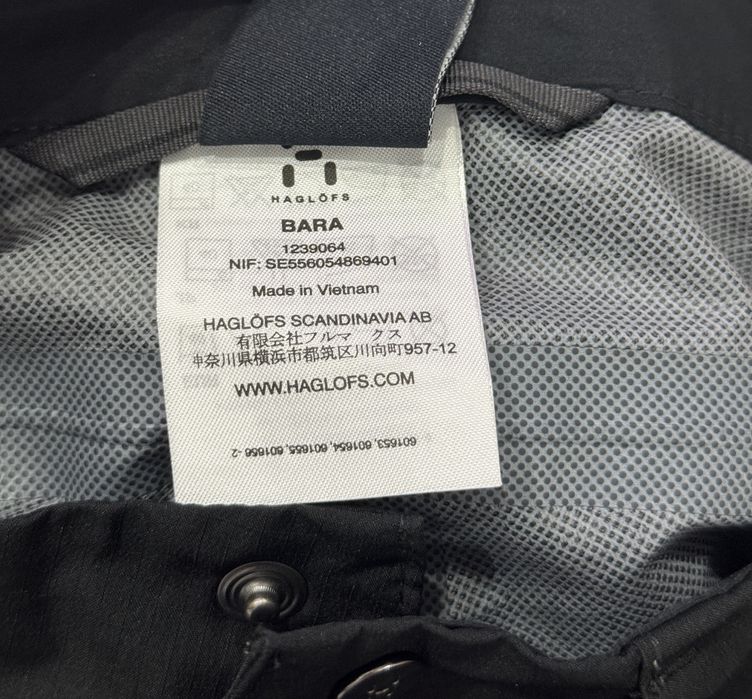 HAGLÖFS
BARA
1239064
NIF: SE556054869401
Made in Vietnam
HAGLÖFS SCANDINAVIA AB
有限会社フルマークス
神奈川県横浜市都筑区川向町957-12
WWW.HAGLOFS.COM
601653, 601654, 601655, 601656 -2